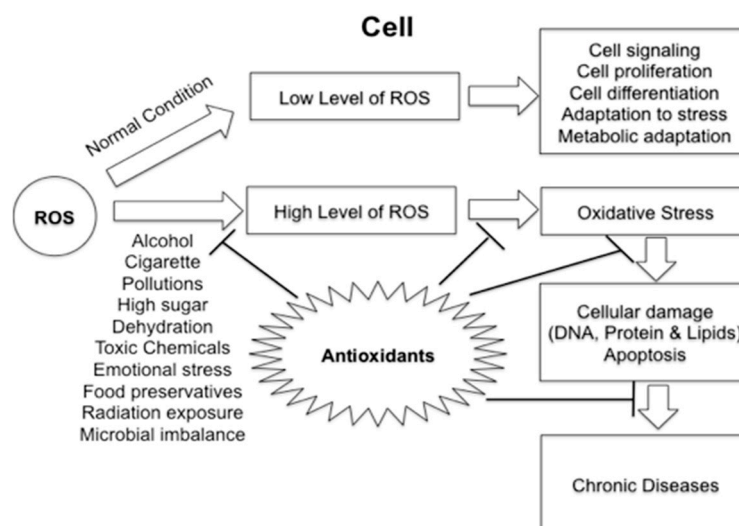 Cell
Normal Condition
Low Level of ROS
Cell signaling
Cell proliferation
Cell differentiation
Adaptation to stress
Metabolic adaptation
ROS
High Level of ROS
Oxidative Stress
Alcohol
Cigarette
Pollutions
High sugar
Dehydration
Toxic Chemicals
Emotional stress
Food preservatives
Radiation exposure
Microbial imbalance
Antioxidants
Cellular damage
(DNA, Protein & Lipids)
Apoptosis
Chronic Diseases